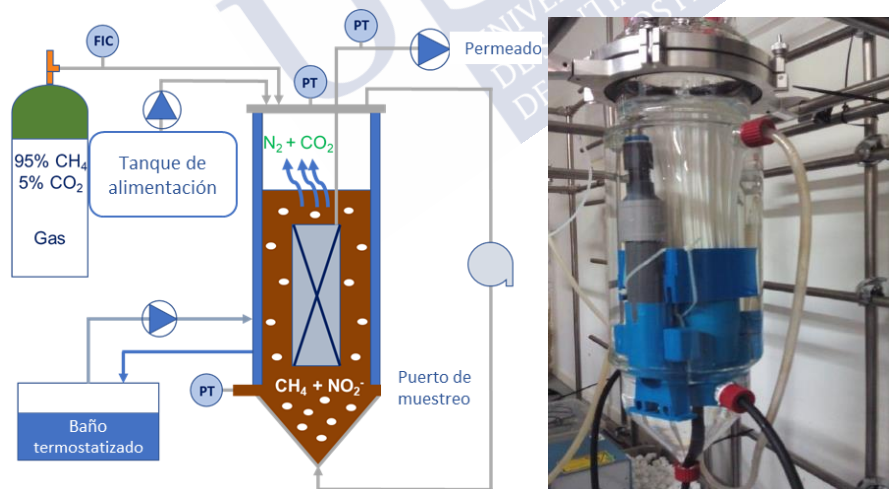 FIC
PT
Permeado
PT
95% CH₄
5% CO₂
Gas
Tanque de
alimentación
N₂ + CO₂
PT
CH₄ + NO₂⁻
Puerto de
muestreo
Baño
termostatizado